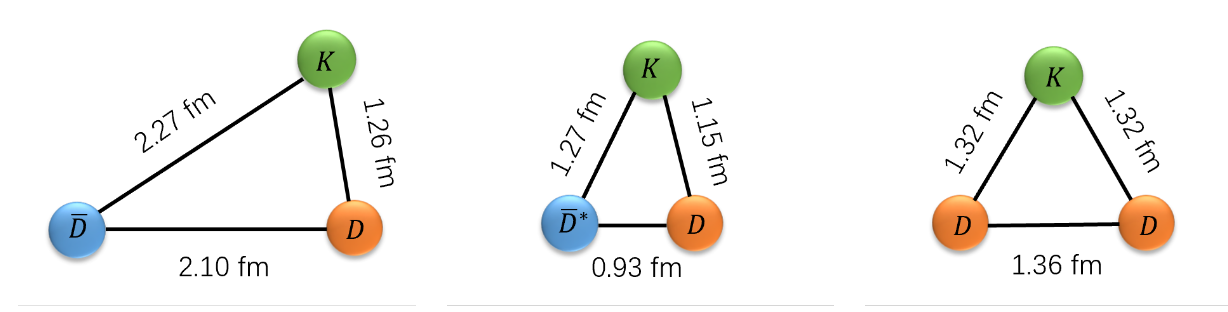 K
2.27 fm
1.26 fm
D̅
D
2.10 fm
K
1.27 fm
1.15 fm
D̅*
D
0.93 fm
K
1.32 fm
1.32 fm
D
D
1.36 fm